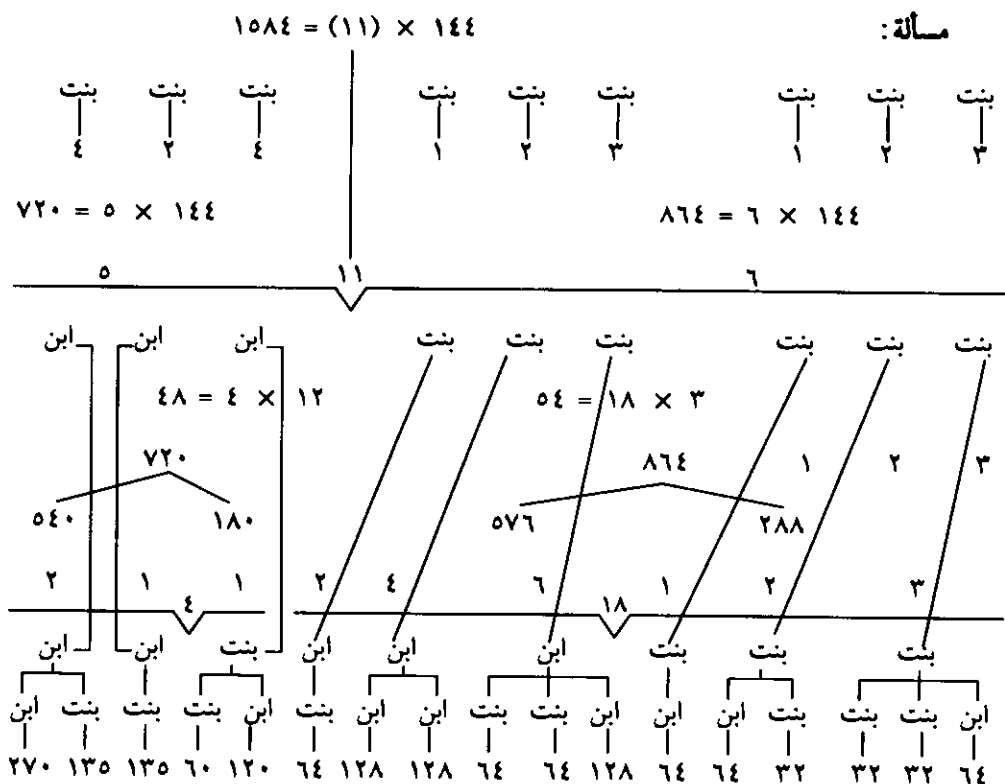 مسألة:
١٤٤ × (١١) = ١٥٨٤
بنت بنت بنت بنت بنت بنت بنت بنت بنت
٣ ٢ ١ ٣ ٢ ١ ٤ ٢ ٤
١٤٤ × ٦ = ٨٦٤ ١٤٤ × ٥ = ٧٢٠
٦ ١١ ٥
بنت بنت بنت بنت بنت بنت ابن ابن ابن
٣ × ١٨ = ٥٤ ١٢ × ٤ = ٤٨
٣ ٢ ١ ٨٦٤ ٧٢٠
٢٨٨ ٥٧٦ ١٨٠ ٥٤٠
٣ ٢ ١ ٦ ٤ ٢ ١ ١ ٢
١٨ ٤
بنت بنت بنت ابن ابن ابن بنت ابن ابن
ابن بنت بنت بنت ابن ابن ابن بنت بنت ابن ابن بنت ابن بنت بنت بنت ابن
٦٤ ٣٢ ٣٢ ٣٢ ٦٤ ٦٤ ١٢٨ ٦٤ ٦٤ ١٢٨ ١٢٨ ٦٤ ١٢٠ ٦٠ ١٣٥ ١٣٥ ٢٧٠